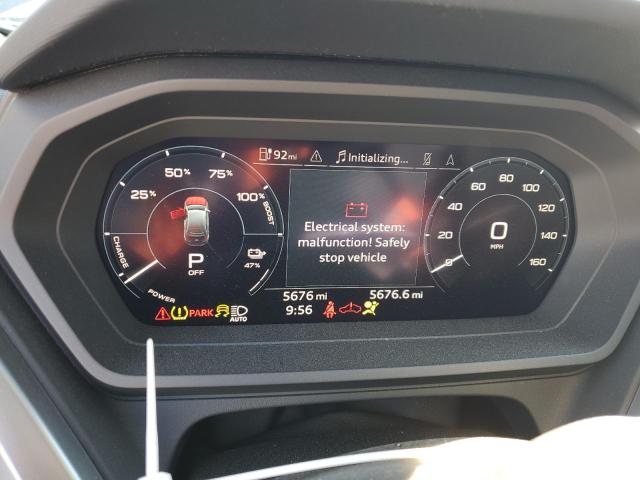 92mi Initializing...
50% 75%
25% 100%
BOOST
CHARGE
POWER
P
OFF
47%
Electrical system:
malfunction! Safely
stop vehicle
80
60 100
40 120
20 140
0 160
0
MPH
5676 mi 5676.6 mi
9:56
PARK
AUTO